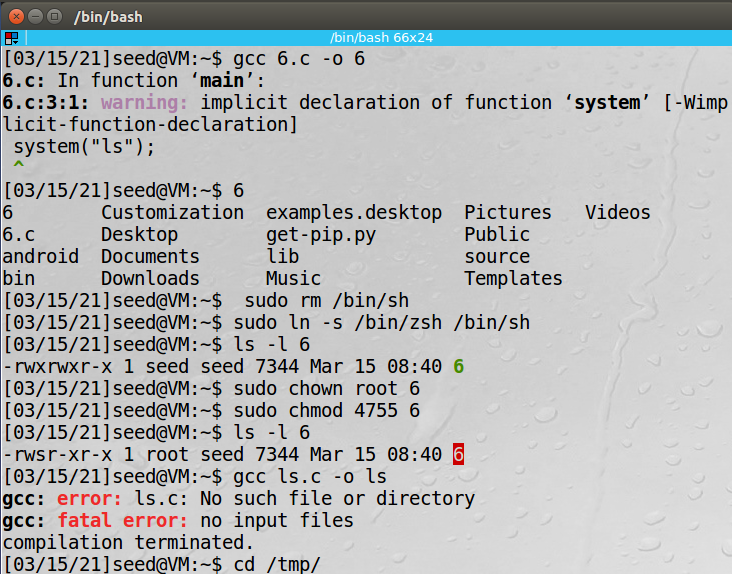 /bin/bash
/bin/bash 66x24
[03/15/21]seed@VM:~$ gcc 6.c -o 6
6.c: In function ‘main’:
6.c:3:1: warning: implicit declaration of function ‘system’ [-Wimp
licit-function-declaration]
 system("ls");
 ^
[03/15/21]seed@VM:~$ 6
6        Customization  examples.desktop  Pictures   Videos
6.c      Desktop        get-pip.py        Public
android  Documents      lib               source
bin      Downloads      Music             Templates
[03/15/21]seed@VM:~$  sudo rm /bin/sh
[03/15/21]seed@VM:~$ sudo ln -s /bin/zsh /bin/sh
[03/15/21]seed@VM:~$ ls -l 6
-rwxrwxr-x 1 seed seed 7344 Mar 15 08:40 6
[03/15/21]seed@VM:~$ sudo chown root 6
[03/15/21]seed@VM:~$ sudo chmod 4755 6
[03/15/21]seed@VM:~$ ls -l 6
-rwsr-xr-x 1 root seed 7344 Mar 15 08:40 6
[03/15/21]seed@VM:~$ gcc ls.c -o ls
gcc: error: ls.c: No such file or directory
gcc: fatal error: no input files
compilation terminated.
[03/15/21]seed@VM:~$ cd /tmp/